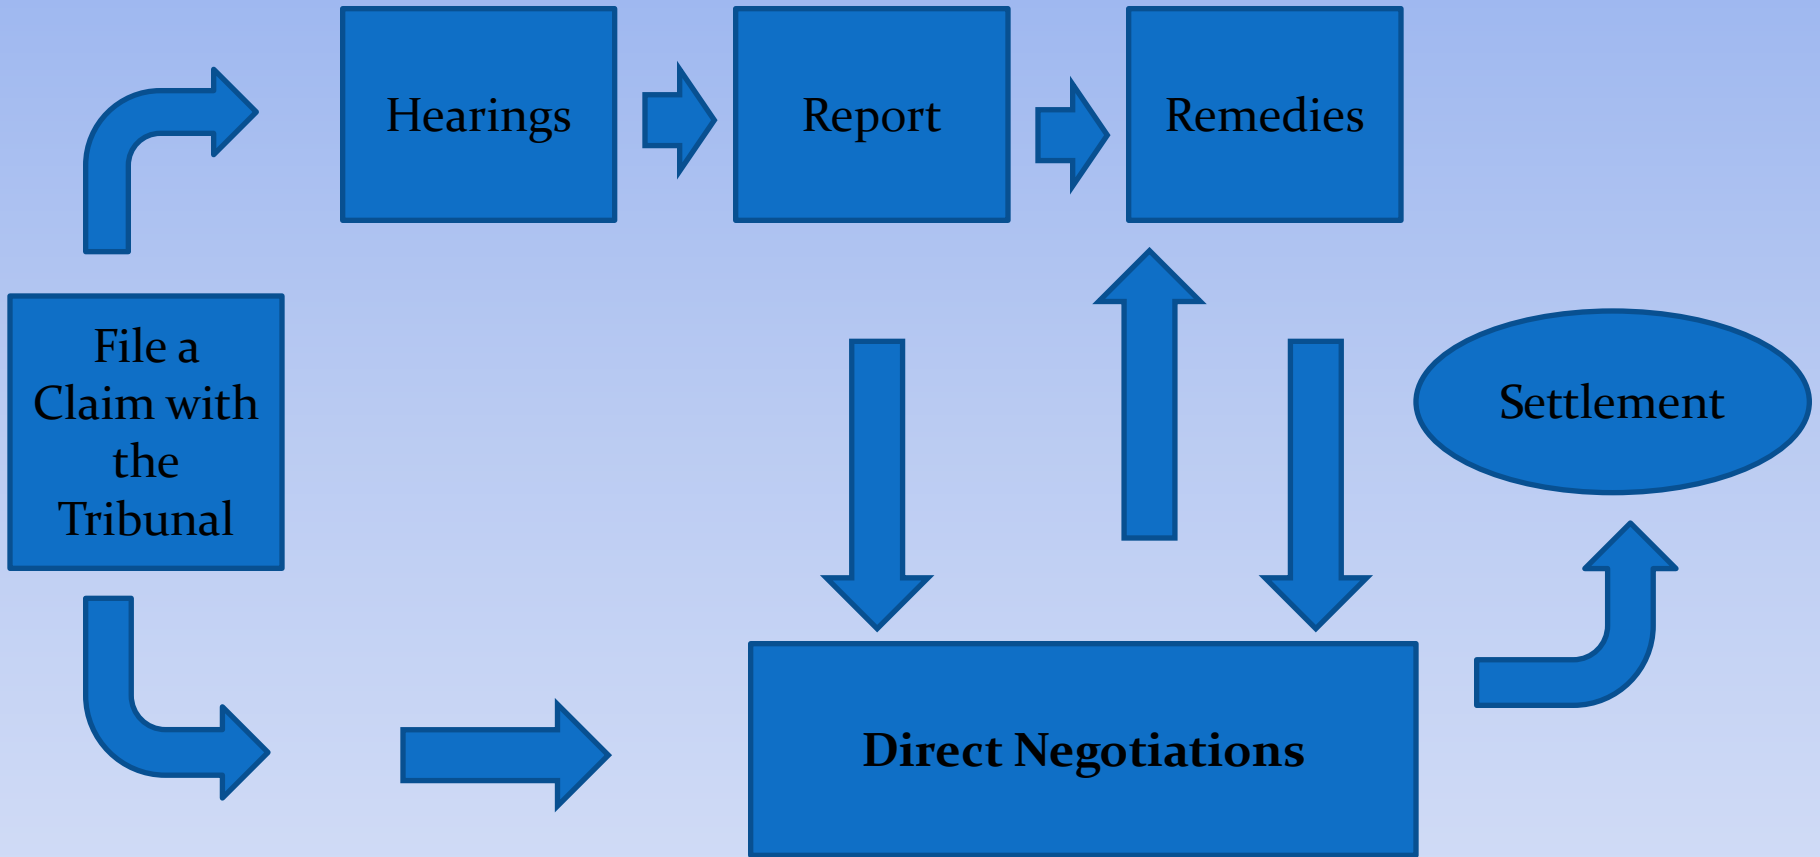 Hearings
Report
Remedies
File a
Claim with
the
Tribunal
Settlement
Direct Negotiations